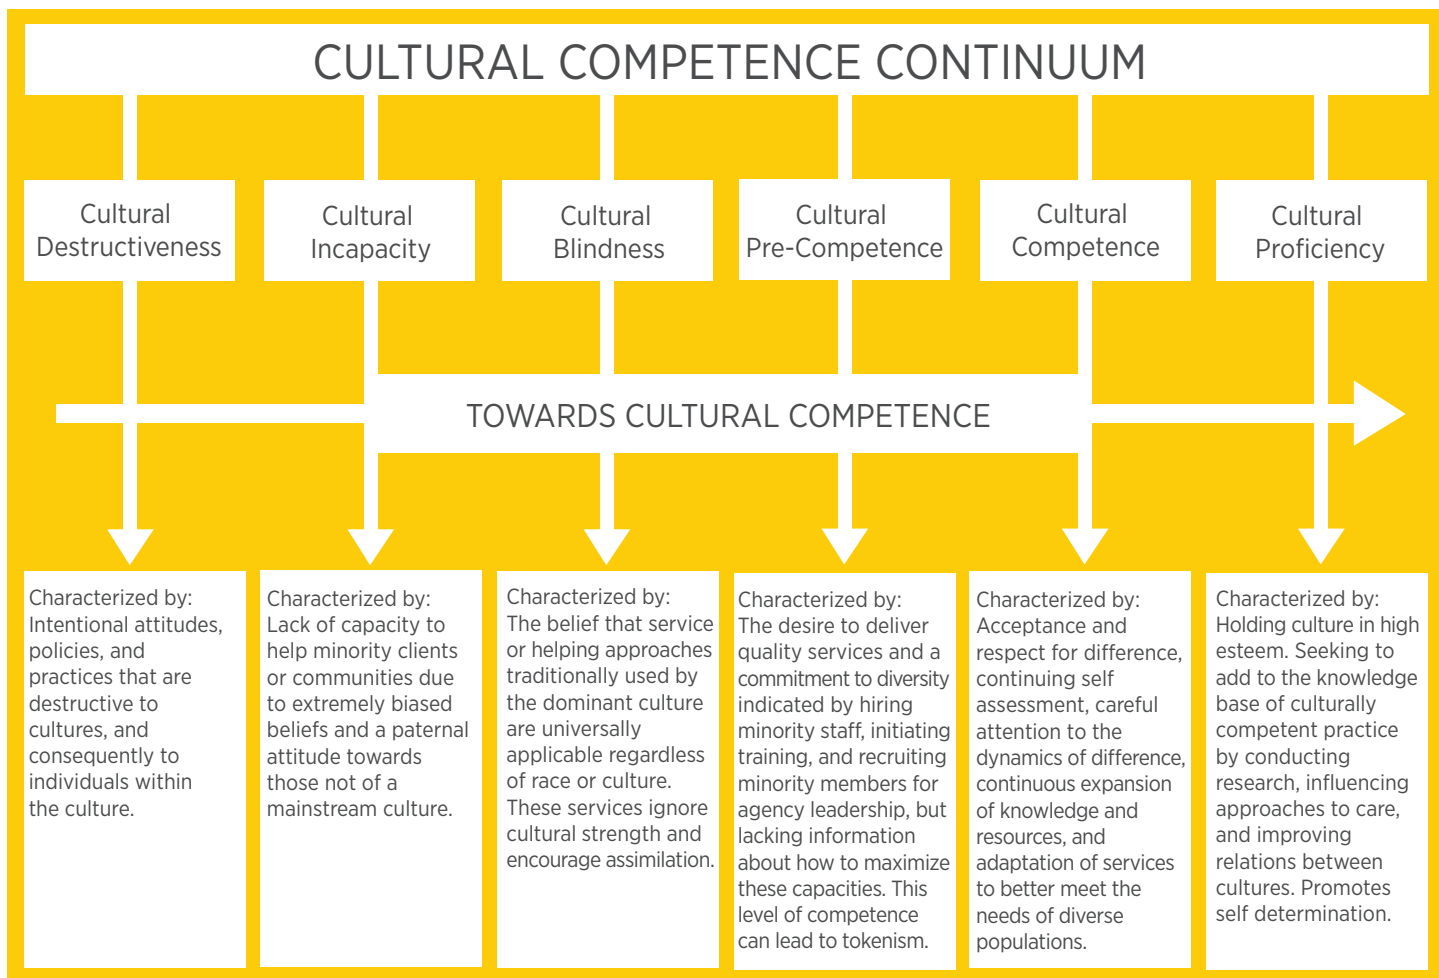 CULTURAL COMPETENCE CONTINUUM
Cultural
Destructiveness
Cultural
Incapacity
Cultural
Blindness
Cultural
Pre-Competence
Cultural
Competence
Cultural
Proficiency
TOWARDS CULTURAL COMPETENCE
Characterized by:
Intentional attitudes,
policies, and
practices that are
destructive to
cultures, and
consequently to
individuals within
the culture.
Characterized by:
Lack of capacity to
help minority clients
or communities due
to extremely biased
beliefs and a paternal
attitude towards
those not of a
mainstream culture.
Characterized by:
The belief that service
or helping approaches
traditionally used by
the dominant culture
are universally
applicable regardless
of race or culture.
These services ignore
cultural strength and
encourage assimilation.
Characterized by:
The desire to deliver
quality services and a
commitment to diversity
indicated by hiring
minority staff, initiating
training, and recruiting
minority members for
agency leadership, but
lacking information
about how to maximize
these capacities. This
level of competence
can lead to tokenism.
Characterized by:
Acceptance and
respect for difference,
continuing self
assessment, careful
attention to the
dynamics of difference,
continuous expansion
of knowledge and
resources, and
adaptation of services
to better meet the
needs of diverse
populations.
Characterized by:
Holding culture in high
esteem. Seeking to
add to the knowledge
base of culturally
competent practice
by conducting
research, influencing
approaches to care,
and improving
relations between
cultures. Promotes
self determination.